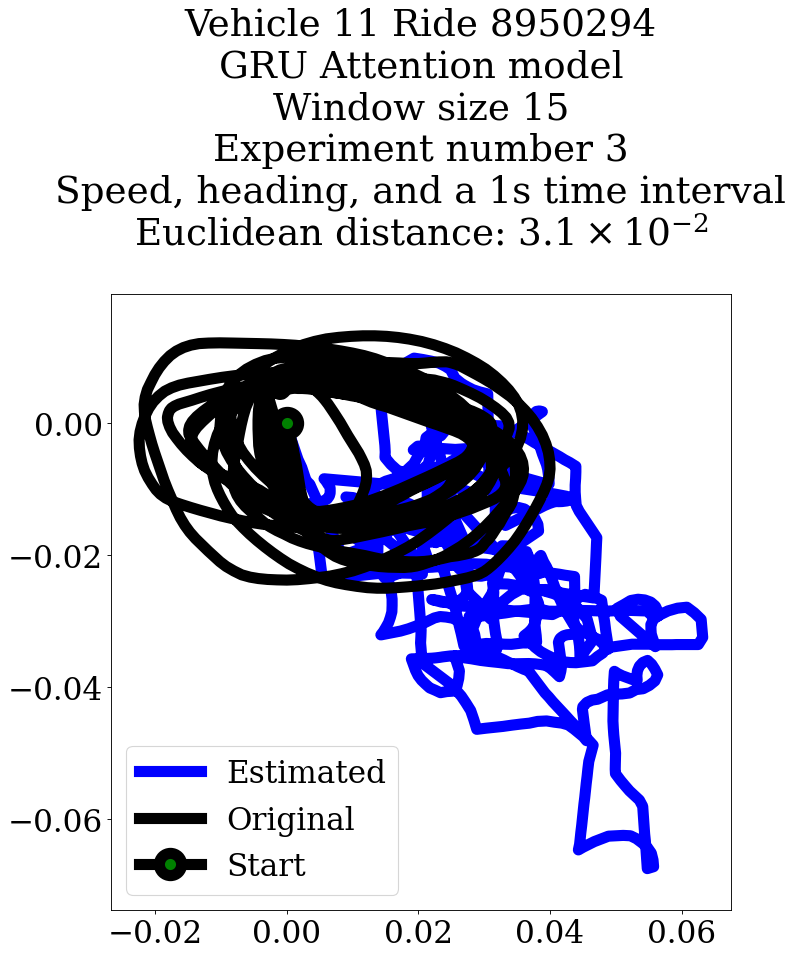 Vehicle 11 Ride 8950294
GRU Attention model
Window size 15
Experiment number 3
Speed, heading, and a 1s time interval
Euclidean distance: 3.1 × 10⁻²
0.00
−0.02
−0.04
−0.06
Estimated
Original
Start
−0.02 0.00 0.02 0.04 0.06